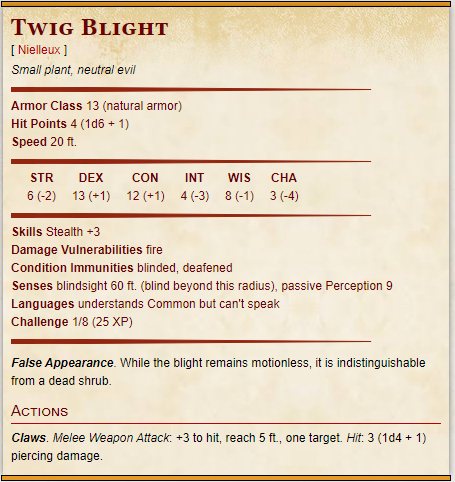 Twig Blight
[ Nielleux ]
Small plant, neutral evil
Armor Class 13 (natural armor)
Hit Points 4 (1d6 + 1)
Speed 20 ft.
STR DEX CON INT WIS CHA
6 (-2) 13 (+1) 12 (+1) 4 (-3) 8 (-1) 3 (-4)
Skills Stealth +3
Damage Vulnerabilities fire
Condition Immunities blinded, deafened
Senses blindsight 60 ft. (blind beyond this radius), passive Perception 9
Languages understands Common but can't speak
Challenge 1/8 (25 XP)
False Appearance. While the blight remains motionless, it is indistinguishable
from a dead shrub.
Actions
Claws. Melee Weapon Attack: +3 to hit, reach 5 ft., one target. Hit: 3 (1d4 + 1)
piercing damage.